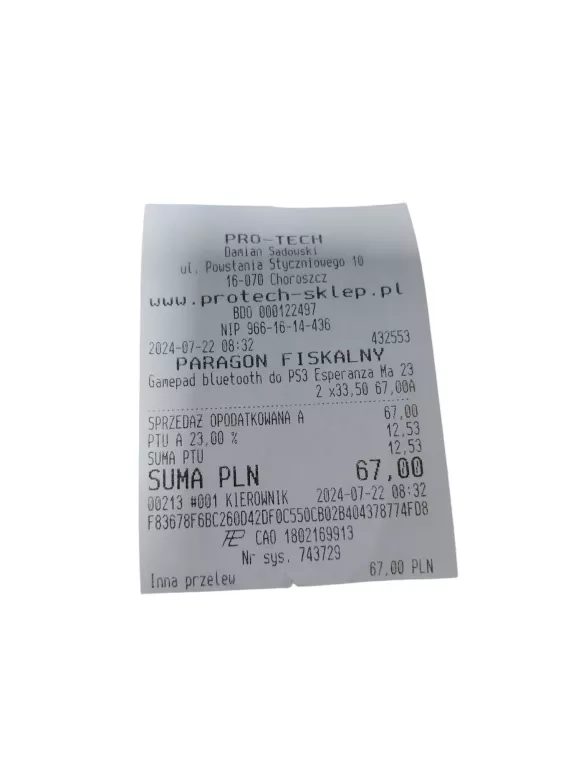 PRO-TECH
Damian Sadowski
ul. Powstania Styczniowego 10
16-070 Choroszcz
www.protech-sklep.pl
BDO 000122497
NIP 966-16-14-436
2024-07-22 08:32 432553
PARAGON FISKALNY
Gamepad bluetooth do PS3 Esperanza Ma 23
2 x33,50 67,00A
SPRZEDAŻ OPODATKOWANA A 67,00
PTU A 23,00 % 12,53
SUMA PTU 12,53
SUMA PLN 67,00
00213 #001 KIEROWNIK 2024-07-22 08:32
F83678F6BC260D42DF0C550CB02B404378774FD8
CAO 1802169913
Nr sys. 743729
Inna przelew 67,00 PLN